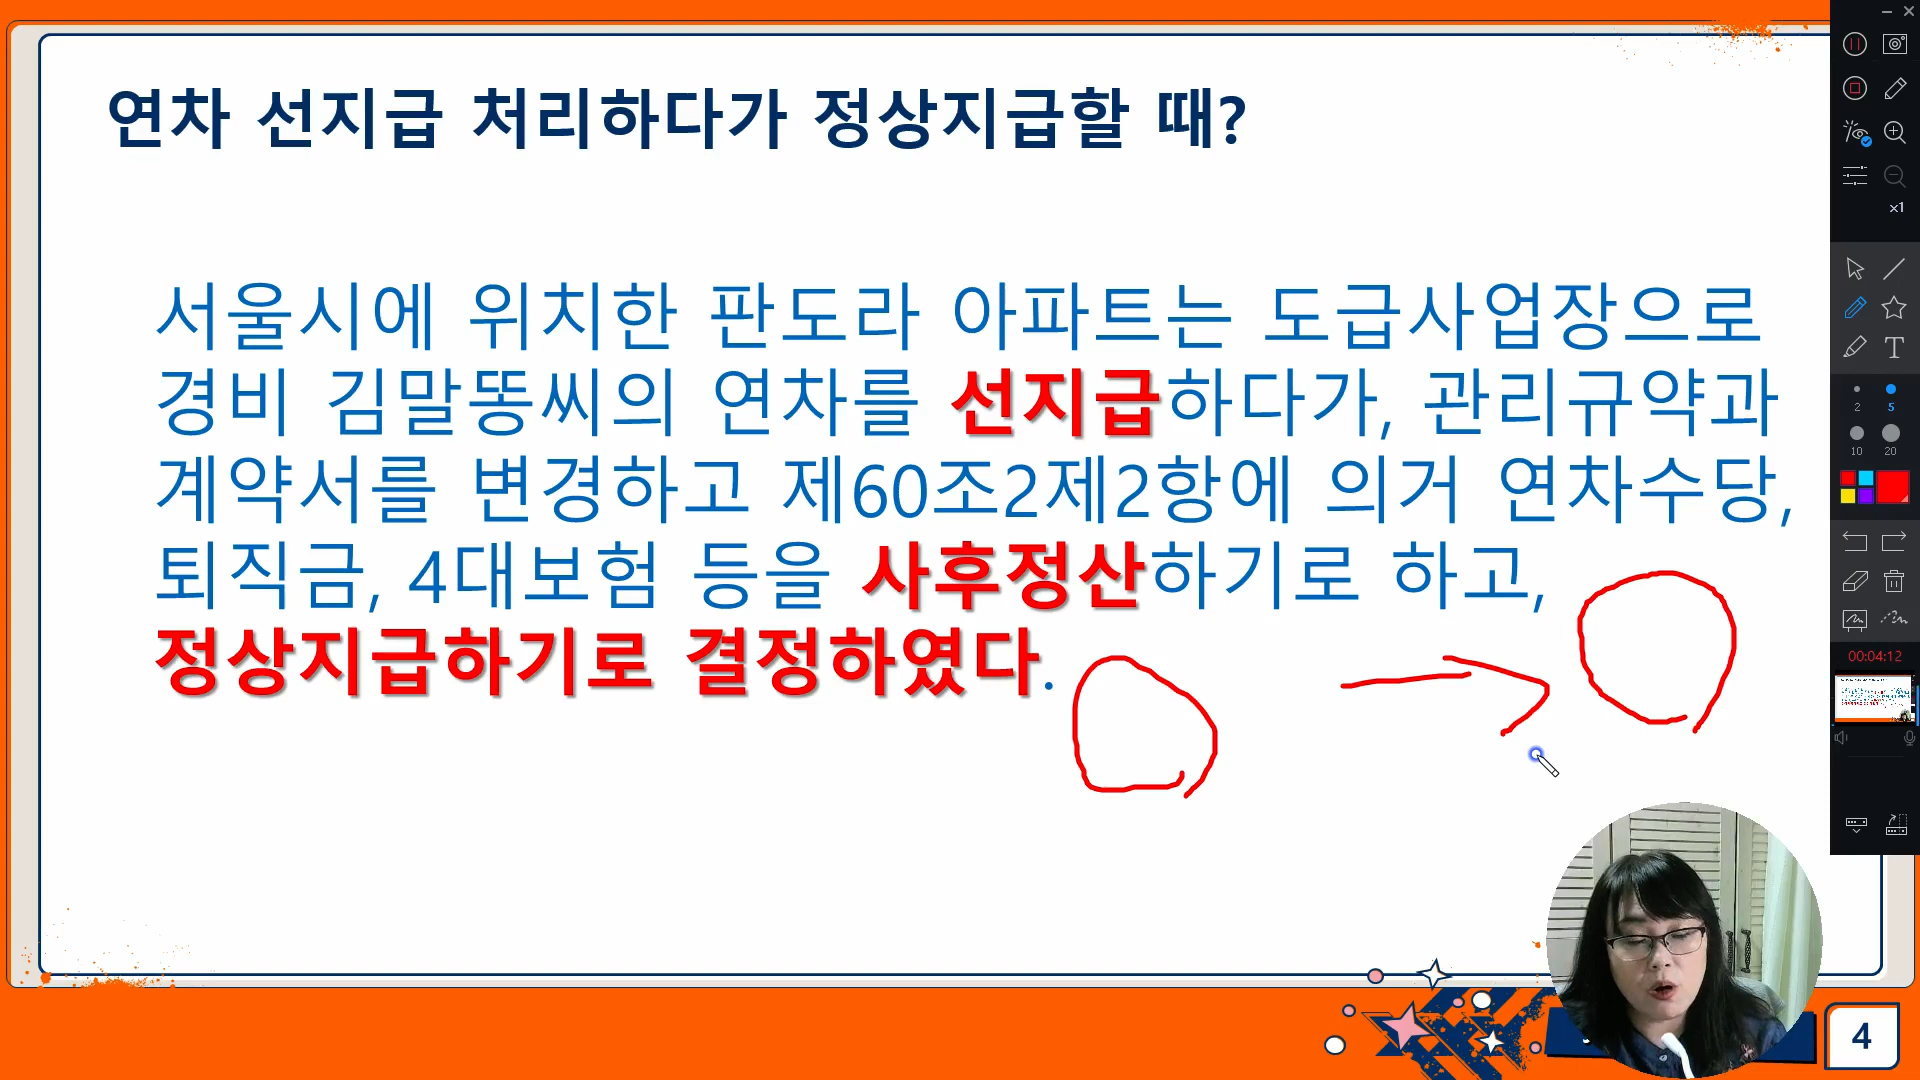 연차 선지급 처리하다가 정상지급할 때?
서울시에 위치한 판도라 아파트는 도급사업장으로
경비 김말똥씨의 연차를 선지급하다가, 관리규약과
계약서를 변경하고 제60조2제2항에 의거 연차수당,
퇴직금, 4대보험 등을 사후정산하기로 하고,
정상지급하기로 결정하였다.
x1
T
2 5
10 20
00:04:12
4